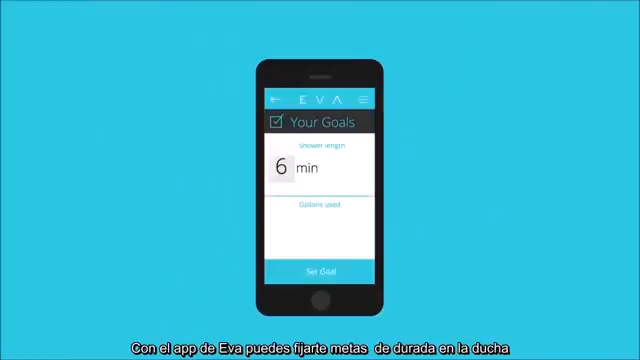 EVA
Your Goals
Shower length
6 min
Gallons used
Set Goal
Con el app de Eva puedes fijarte metas de durada en la ducha